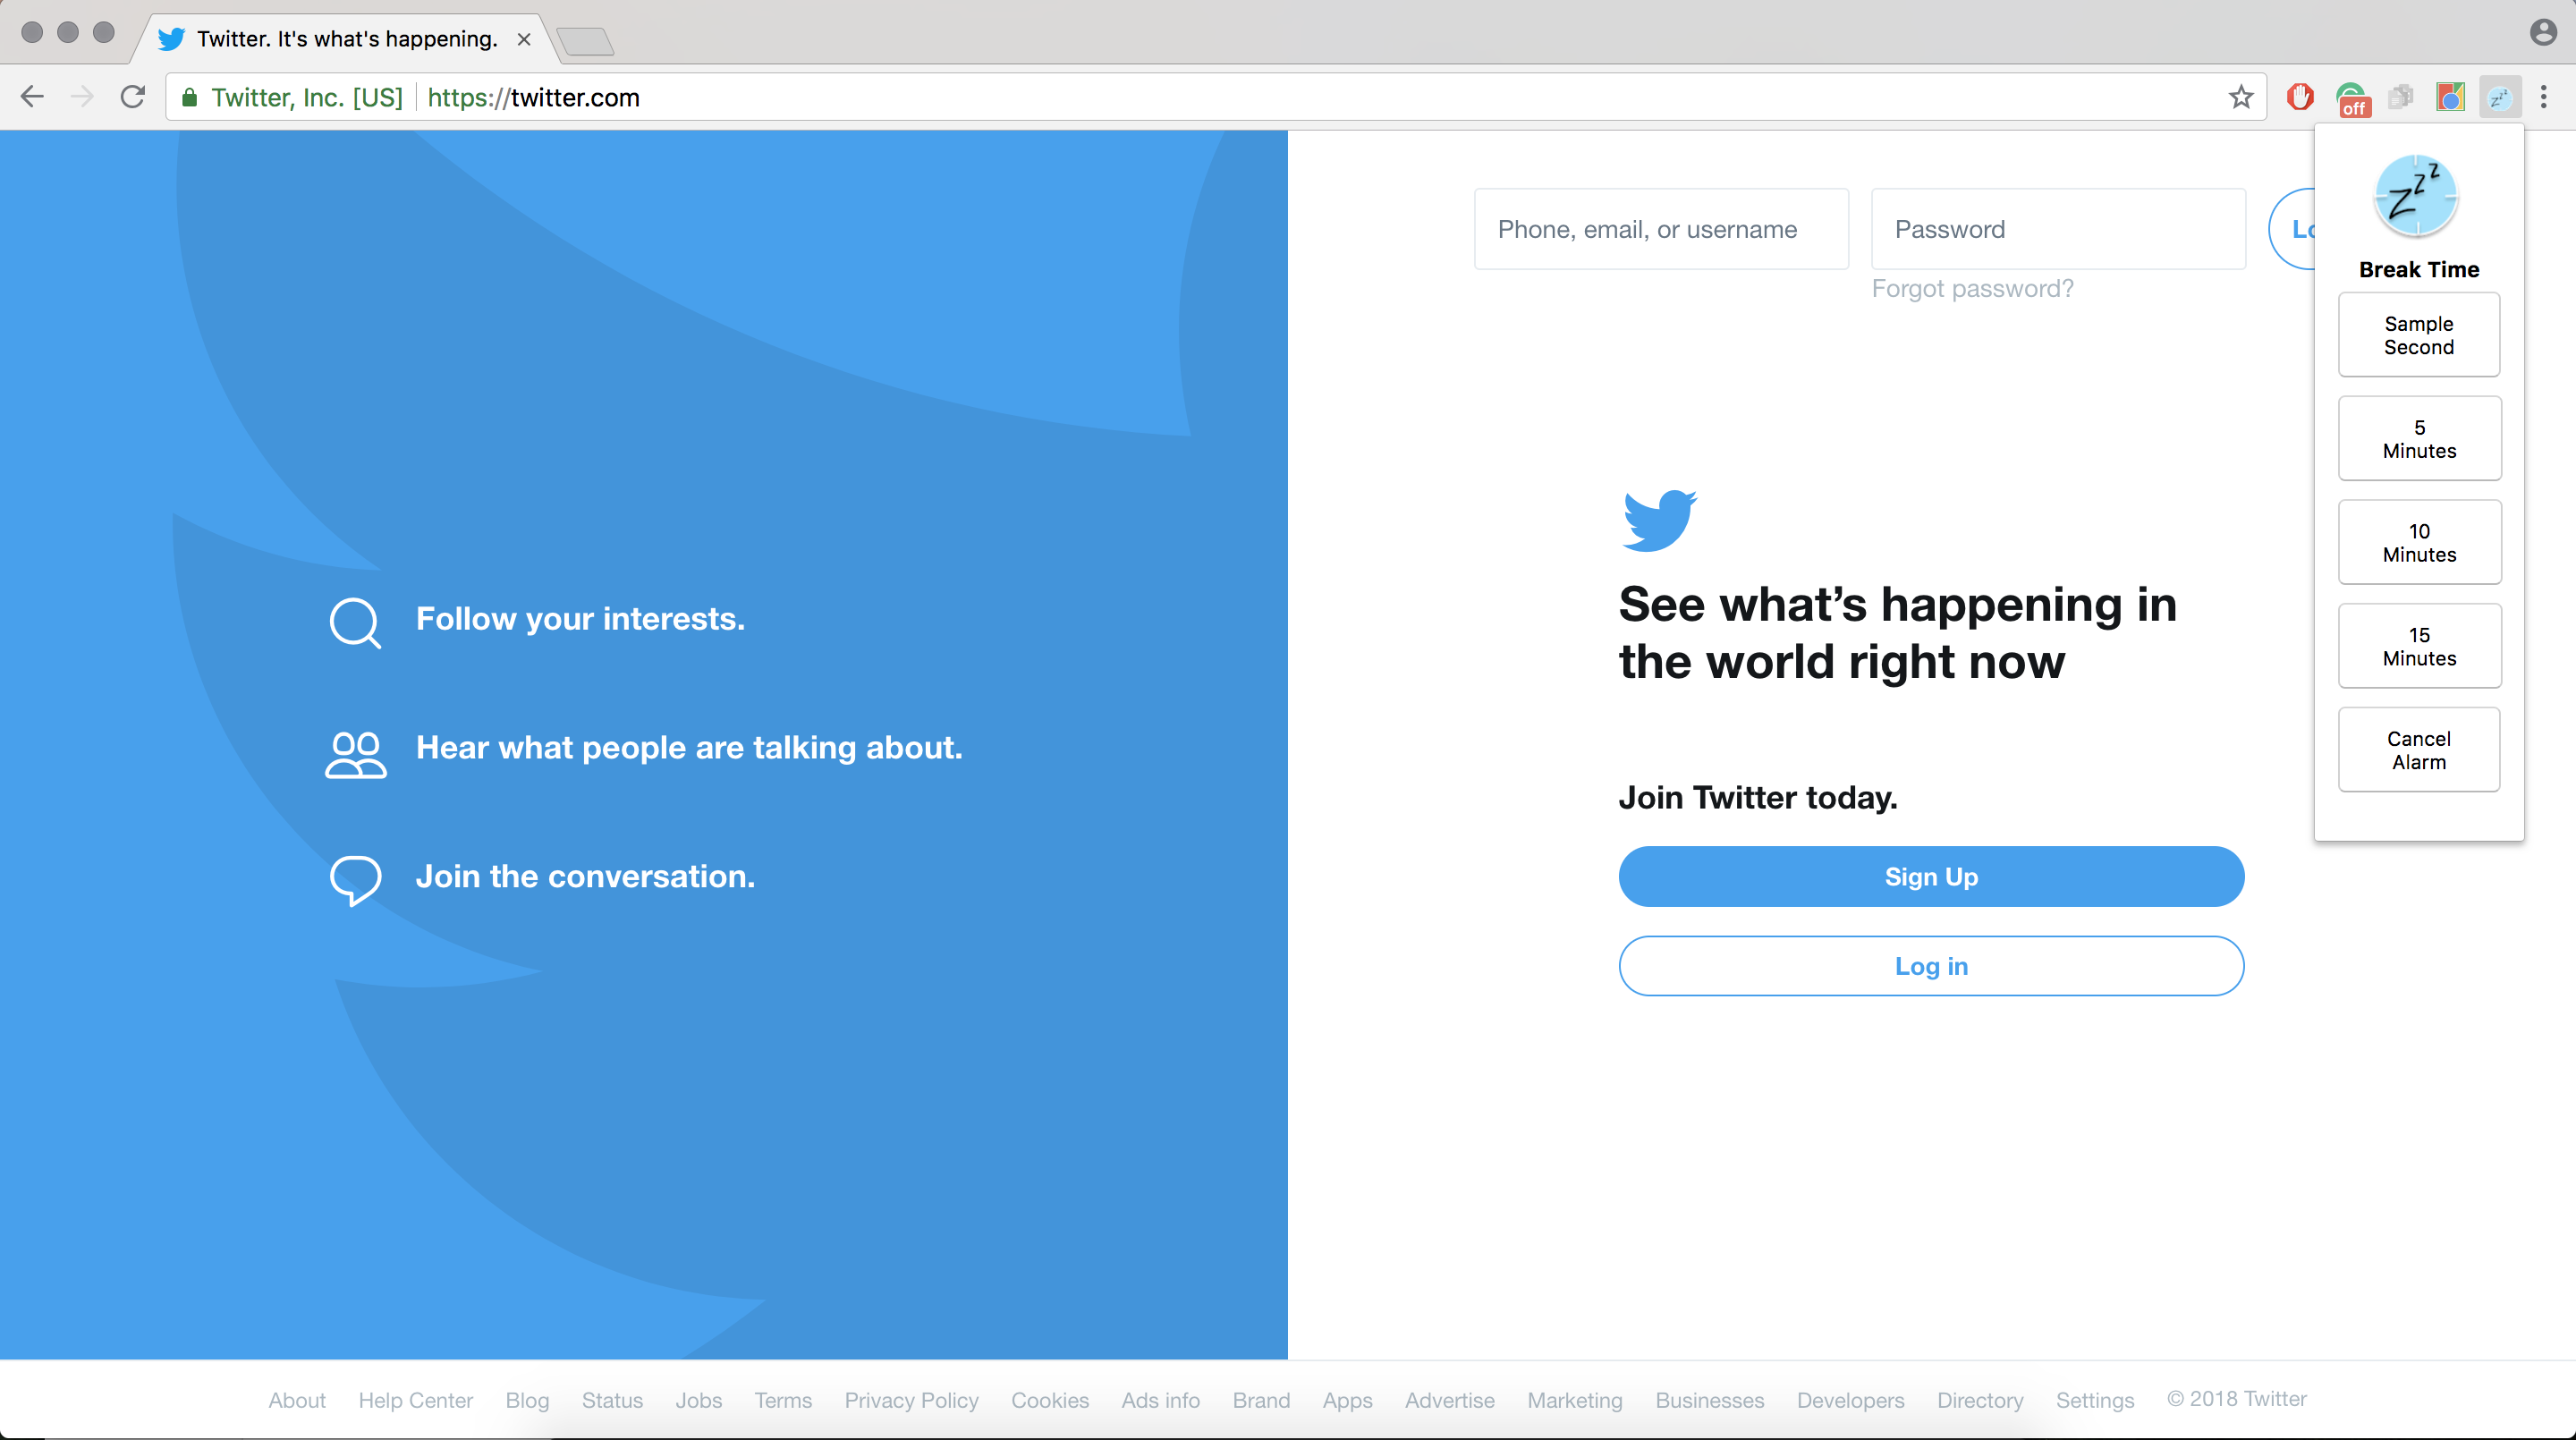 Twitter. It's what's happening.
Twitter, Inc. [US] https://twitter.com
off
zzz
Break Time
Sample
Second
5
Minutes
10
Minutes
15
Minutes
Cancel
Alarm
Phone, email, or username
Password
Forgot password?
Follow your interests.
Hear what people are talking about.
Join the conversation.
See what’s happening in
the world right now
Join Twitter today.
Sign Up
Log in
About Help Center Blog Status Jobs Terms Privacy Policy Cookies Ads info Brand Apps Advertise Marketing Businesses Developers Directory Settings © 2018 Twitter